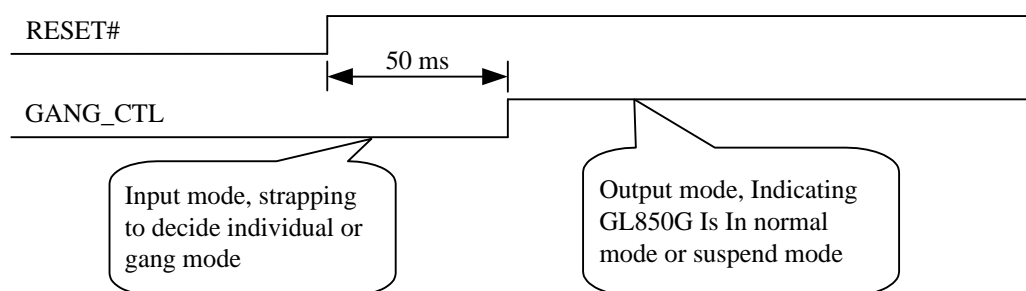 RESET#
50 ms
GANG_CTL
Input mode, strapping
to decide individual or
gang mode
Output mode, Indicating
GL850G Is In normal
mode or suspend mode